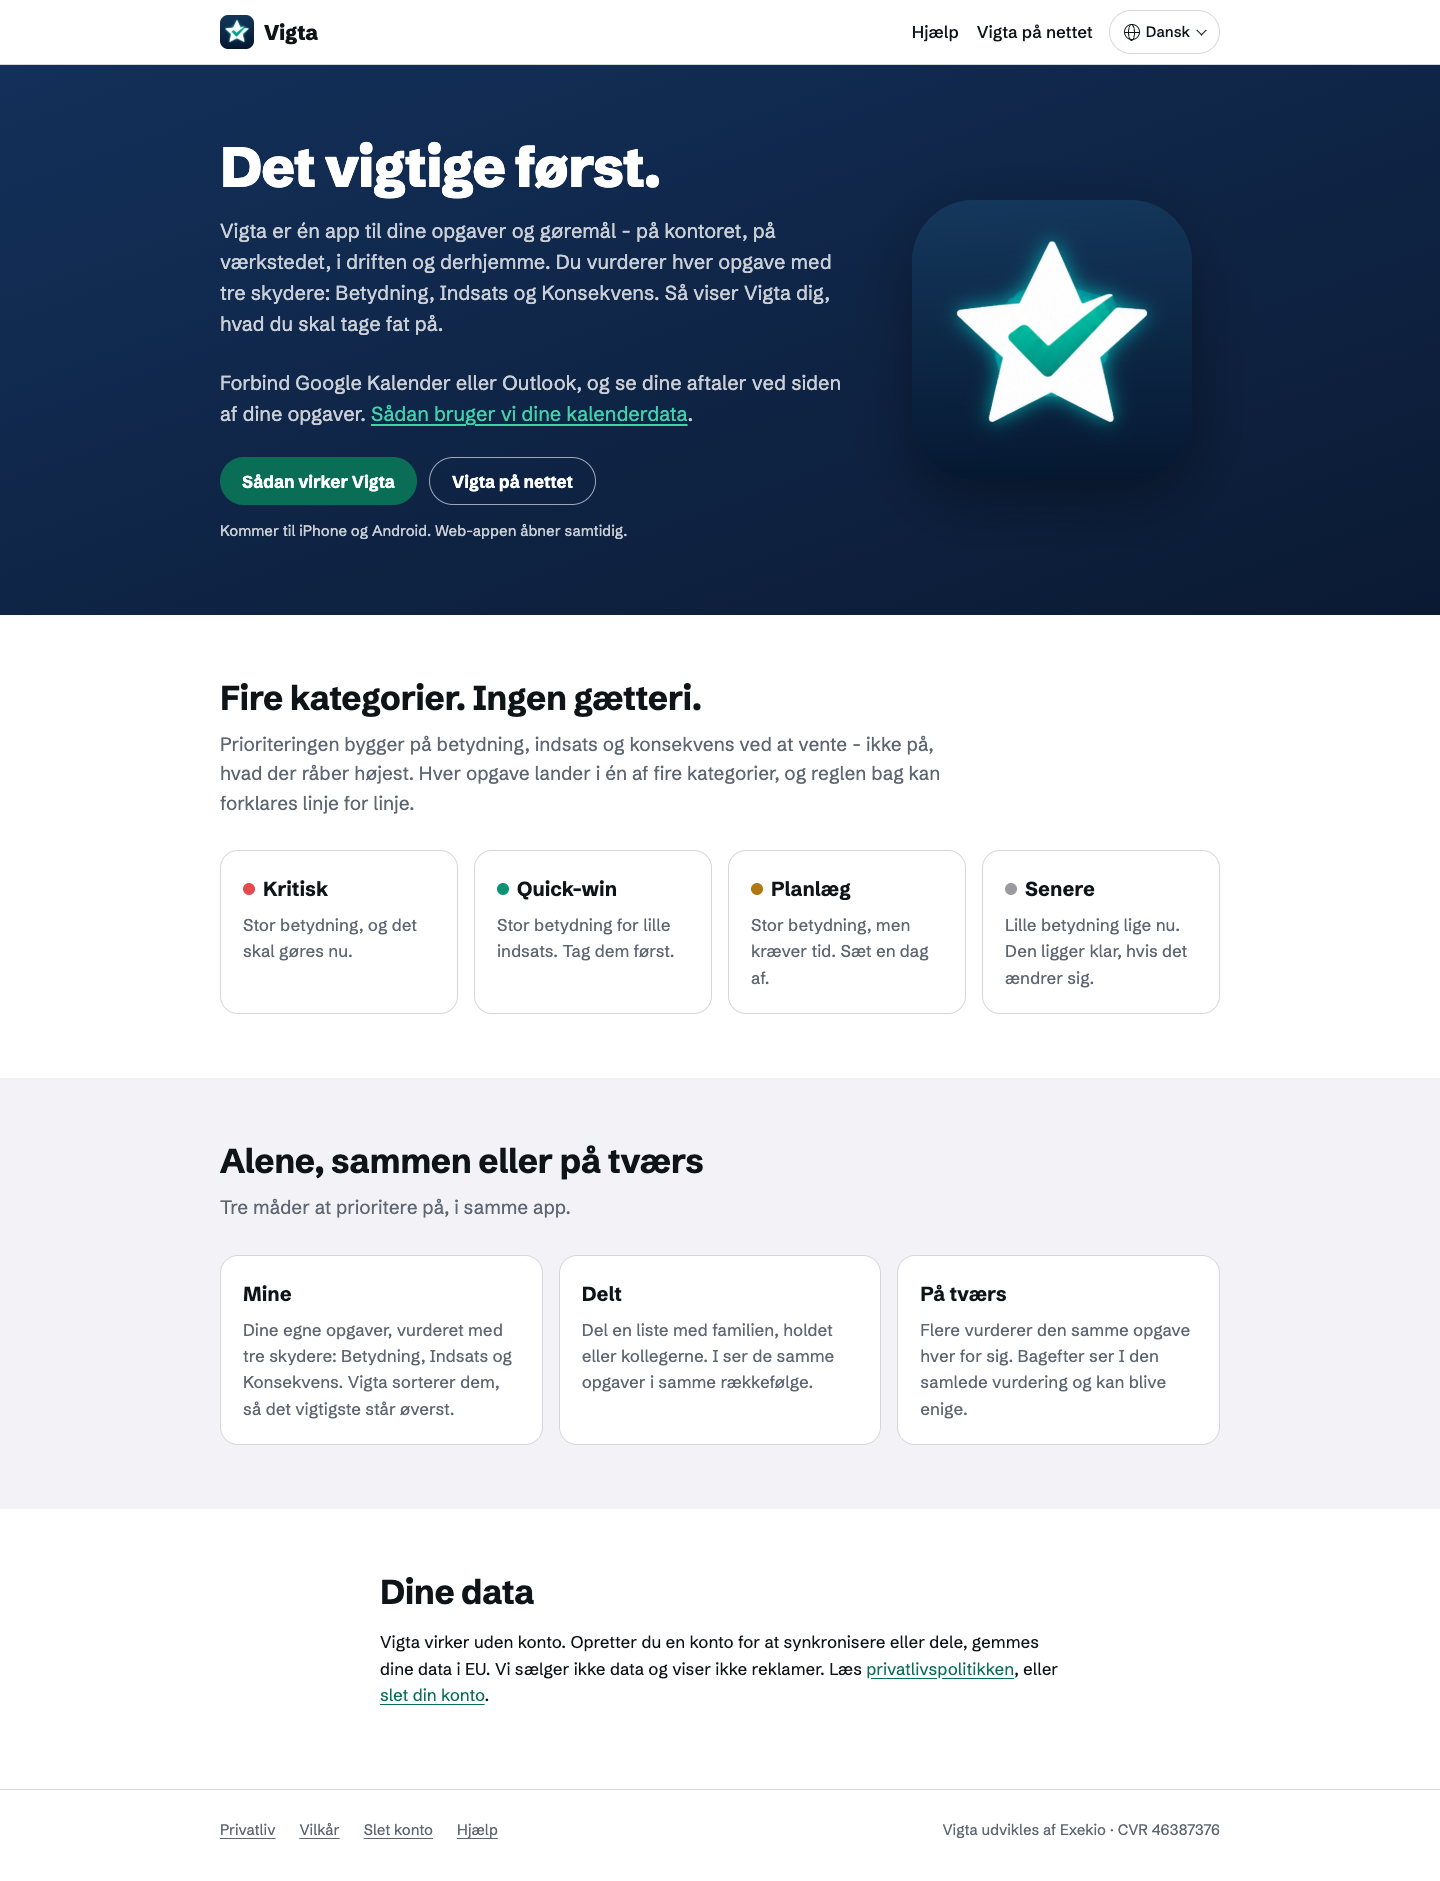 Vigta
Hjælp
Vigta på nettet
Dansk
Det vigtige først.
Vigta er én app til dine opgaver og gøremål - på kontoret, på
værkstedet, i driften og derhjemme. Du vurderer hver opgave med
tre skydere: Betydning, Indsats og Konsekvens. Så viser Vigta dig,
hvad du skal tage fat på.
Forbind Google Kalender eller Outlook, og se dine aftaler ved siden
af dine opgaver. Sådan bruger vi dine kalenderdata.
Sådan virker Vigta
Vigta på nettet
Kommer til iPhone og Android. Web-appen åbner samtidig.
Fire kategorier. Ingen gætteri.
Prioriteringen bygger på betydning, indsats og konsekvens ved at vente - ikke på,
hvad der råber højest. Hver opgave lander i én af fire kategorier, og reglen bag kan
forklares linje for linje.
Kritisk
Stor betydning, og det
skal gøres nu.
Quick-win
Stor betydning for lille
indsats. Tag dem først.
Planlæg
Stor betydning, men
kræver tid. Sæt en dag
af.
Senere
Lille betydning lige nu.
Den ligger klar, hvis det
ændrer sig.
Alene, sammen eller på tværs
Tre måder at prioritere på, i samme app.
Mine
Dine egne opgaver, vurderet med
tre skydere: Betydning, Indsats og
Konsekvens. Vigta sorterer dem,
så det vigtigste står øverst.
Delt
Del en liste med familien, holdet
eller kollegerne. I ser de samme
opgaver i samme rækkefølge.
På tværs
Flere vurderer den samme opgave
hver for sig. Bagefter ser I den
samlede vurdering og kan blive
enige.
Dine data
Vigta virker uden konto. Opretter du en konto for at synkronisere eller dele, gemmes
dine data i EU. Vi sælger ikke data og viser ikke reklamer. Læs privatlivspolitikken, eller
slet din konto.
Privatliv
Vilkår
Slet konto
Hjælp
Vigta udvikles af Exekio · CVR 46387376